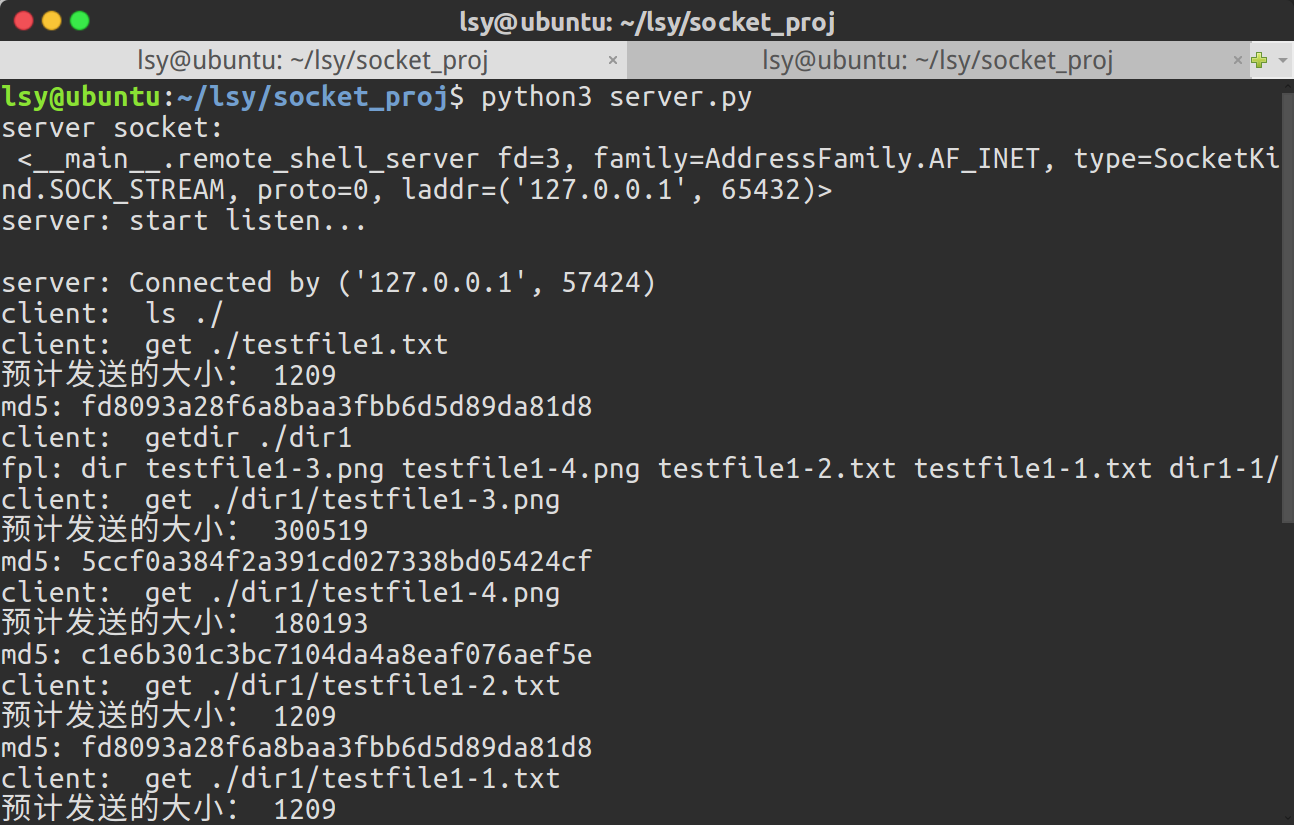 lsy@ubuntu: ~/lsy/socket_proj
lsy@ubuntu: ~/lsy/socket_proj × lsy@ubuntu: ~/lsy/socket_proj ×
lsy@ubuntu:~/lsy/socket_proj$ python3 server.py
server socket:
 <__main__.remote_shell_server fd=3, family=AddressFamily.AF_INET, type=SocketKi
nd.SOCK_STREAM, proto=0, laddr=('127.0.0.1', 65432)>
server: start listen...
server: Connected by ('127.0.0.1', 57424)
client:  ls ./
client:  get ./testfile1.txt
预计发送的大小： 1209
md5: fd8093a28f6a8baa3fbb6d5d89da81d8
client:  getdir ./dir1
fpl: dir testfile1-3.png testfile1-4.png testfile1-2.txt testfile1-1.txt dir1-1/
client:  get ./dir1/testfile1-3.png
预计发送的大小： 300519
md5: 5ccf0a384f2a391cd027338bd05424cf
client:  get ./dir1/testfile1-4.png
预计发送的大小： 180193
md5: c1e6b301c3bc7104da4a8eaf076aef5e
client:  get ./dir1/testfile1-2.txt
预计发送的大小： 1209
md5: fd8093a28f6a8baa3fbb6d5d89da81d8
client:  get ./dir1/testfile1-1.txt
预计发送的大小： 1209